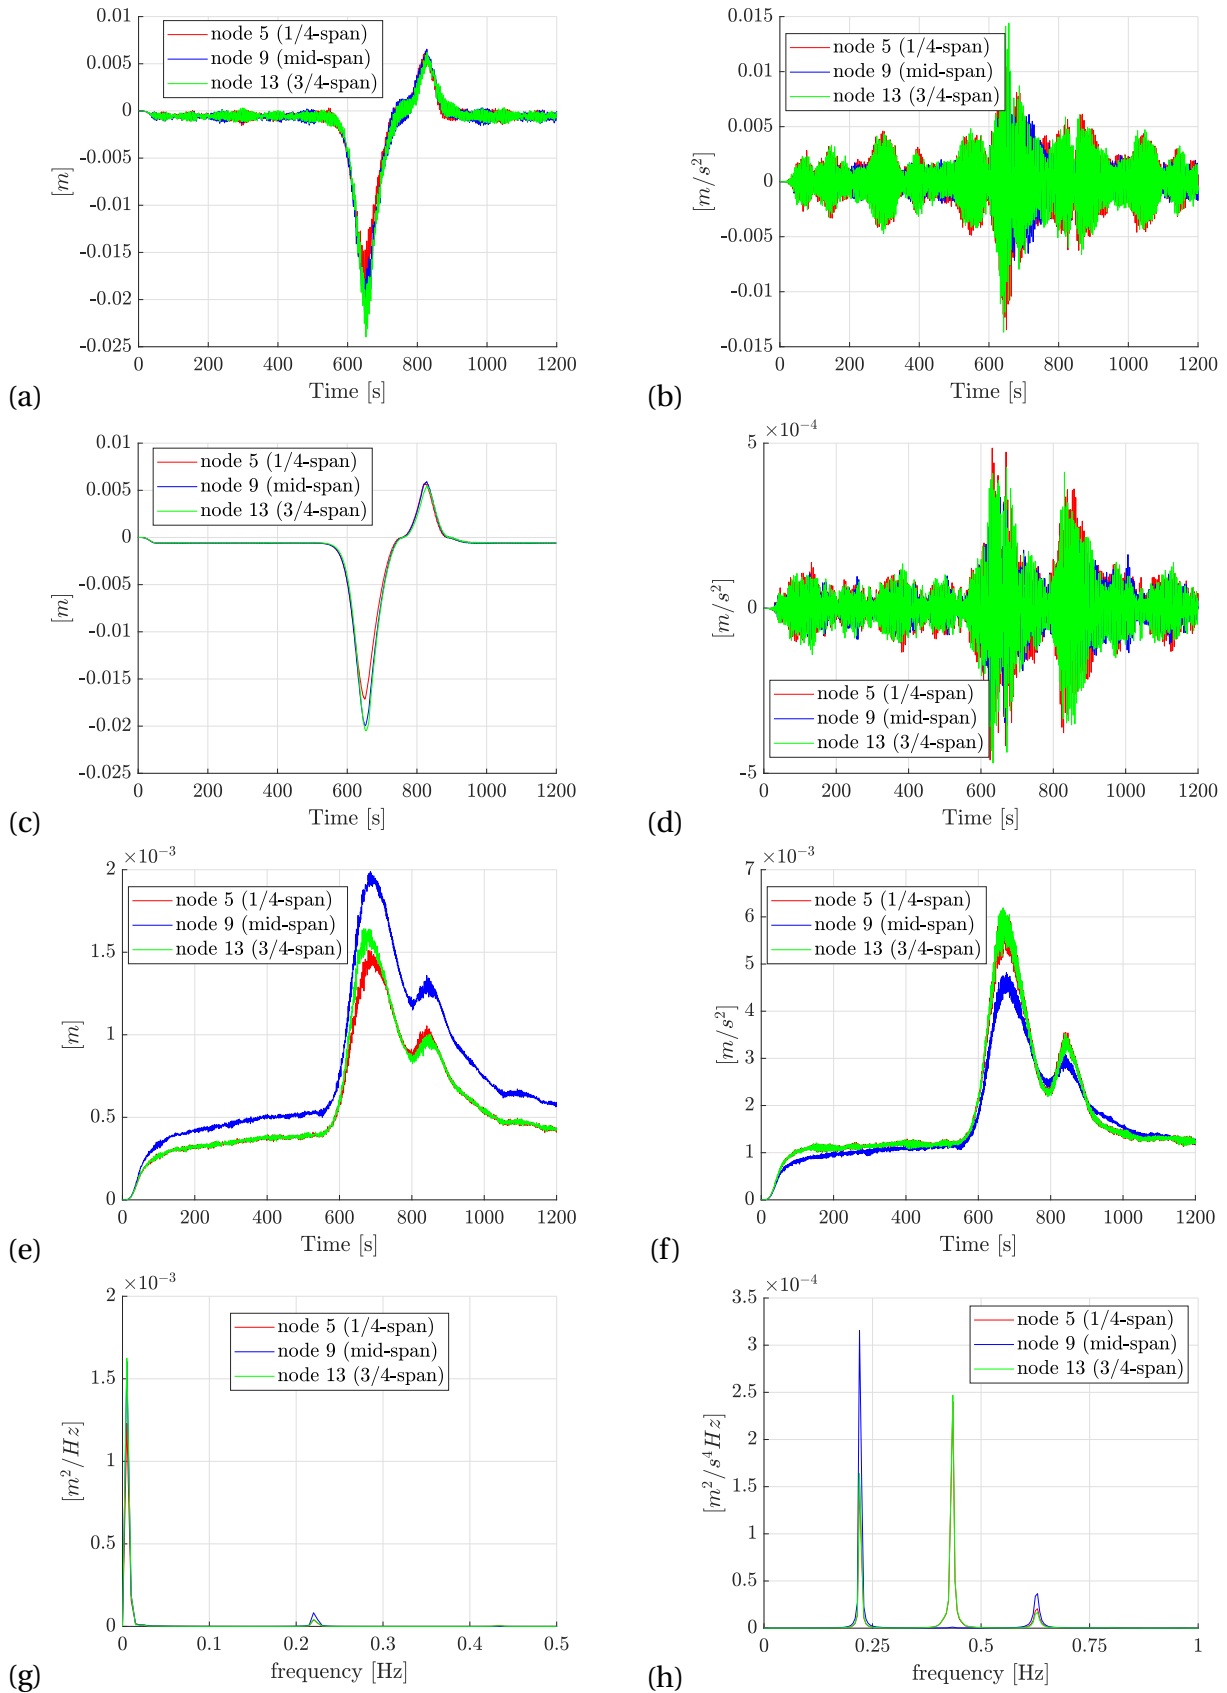 0.01
0.005
0
-0.005
-0.01
-0.015
-0.02
-0.025
[m]
node 5 (1/4-span)
node 9 (mid-span)
node 13 (3/4-span)
0 200 400 600 800 1000 1200
Time [s]
(a)
0.015
0.01
0.005
0
-0.005
-0.01
-0.015
[m/s²]
node 5 (1/4-span)
node 9 (mid-span)
node 13 (3/4-span)
0 200 400 600 800 1000 1200
Time [s]
(b)
0.01
0.005
0
-0.005
-0.01
-0.015
-0.02
-0.025
[m]
node 5 (1/4-span)
node 9 (mid-span)
node 13 (3/4-span)
0 200 400 600 800 1000 1200
Time [s]
(c)
×10⁻⁴
5
0
-5
[m/s²]
node 5 (1/4-span)
node 9 (mid-span)
node 13 (3/4-span)
0 200 400 600 800 1000 1200
Time [s]
(d)
×10⁻³
2
1.5
1
0.5
0
[m]
node 5 (1/4-span)
node 9 (mid-span)
node 13 (3/4-span)
0 200 400 600 800 1000 1200
Time [s]
(e)
×10⁻³
7
6
5
4
3
2
1
0
[m/s²]
node 5 (1/4-span)
node 9 (mid-span)
node 13 (3/4-span)
0 200 400 600 800 1000 1200
Time [s]
(f)
×10⁻³
2
1.5
1
0.5
0
[m²/Hz]
node 5 (1/4-span)
node 9 (mid-span)
node 13 (3/4-span)
0 0.1 0.2 0.3 0.4 0.5
frequency [Hz]
(g)
×10⁻⁴
3.5
3
2.5
2
1.5
1
0.5
0
[m²/s⁴Hz]
node 5 (1/4-span)
node 9 (mid-span)
node 13 (3/4-span)
0 0.25 0.5 0.75 1
frequency [Hz]
(h)